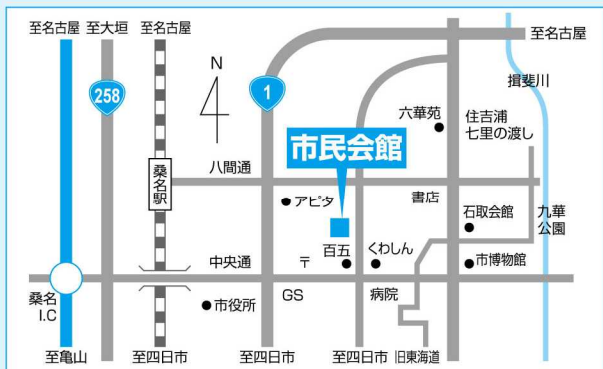 至名古屋
至大垣
至名古屋
至名古屋
258
N
1
揖斐川
六華苑
住吉浦
七里の渡し
市民会館
八間通
桑名駅
アピタ
書店
石取会館
九華
公園
中央通
〒
百五
くわしん
市博物館
桑名
I.C
市役所
GS
病院
至亀山
至四日市
至四日市
至四日市
旧東海道